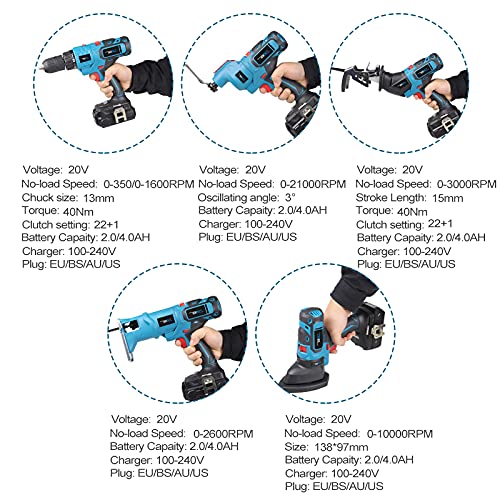 Voltage: 20V
No-load Speed: 0-350/0-1600RPM
Chuck size: 13mm
Torque: 40Nm
Clutch setting: 22+1
Battery Capaity: 2.0/4.0AH
Charger: 100-240V
Plug: EU/BS/AU/US
Voltage: 20V
No-load Speed: 0-21000RPM
Oscillating angle: 3°
Battery Capaity: 2.0/4.0AH
Charger: 100-240V
Plug: EU/BS/AU/US
Voltage: 20V
No-load Speed: 0-3000RPM
Stroke Length: 15mm
Torque: 40Nm
Clutch setting: 22+1
Battery Capaity: 2.0/4.0AH
Charger: 100-240V
Plug: EU/BS/AU/US
Voltage: 20V
No-load Speed: 0-2600RPM
Battery Capaity: 2.0/4.0AH
Charger: 100-240V
Plug: EU/BS/AU/US
Voltage: 20V
No-load Speed: 0-10000RPM
Size: 138*97mm
Battery Capaity: 2.0/4.0AH
Charger: 100-240V
Plug: EU/BS/AU/US